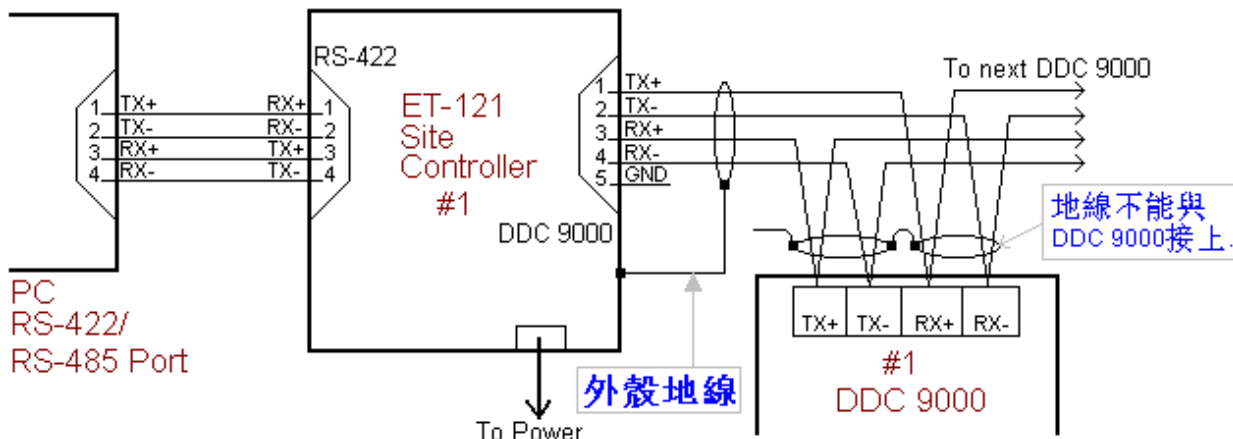 RS-422
1 TX+ RX+ 1
2 TX- RX- 2
3 RX+ TX+ 3
4 RX- TX- 4
PC
RS-422/
RS-485 Port
ET-121
Site
Controller
#1
DDC 9000
To Power
1 TX+
2 TX-
3 RX+
4 RX-
5 GND
To next DDC 9000
地線不能與
DDC 9000接上.
外殼地線
TX+ TX- RX+ RX-
#1
DDC 9000